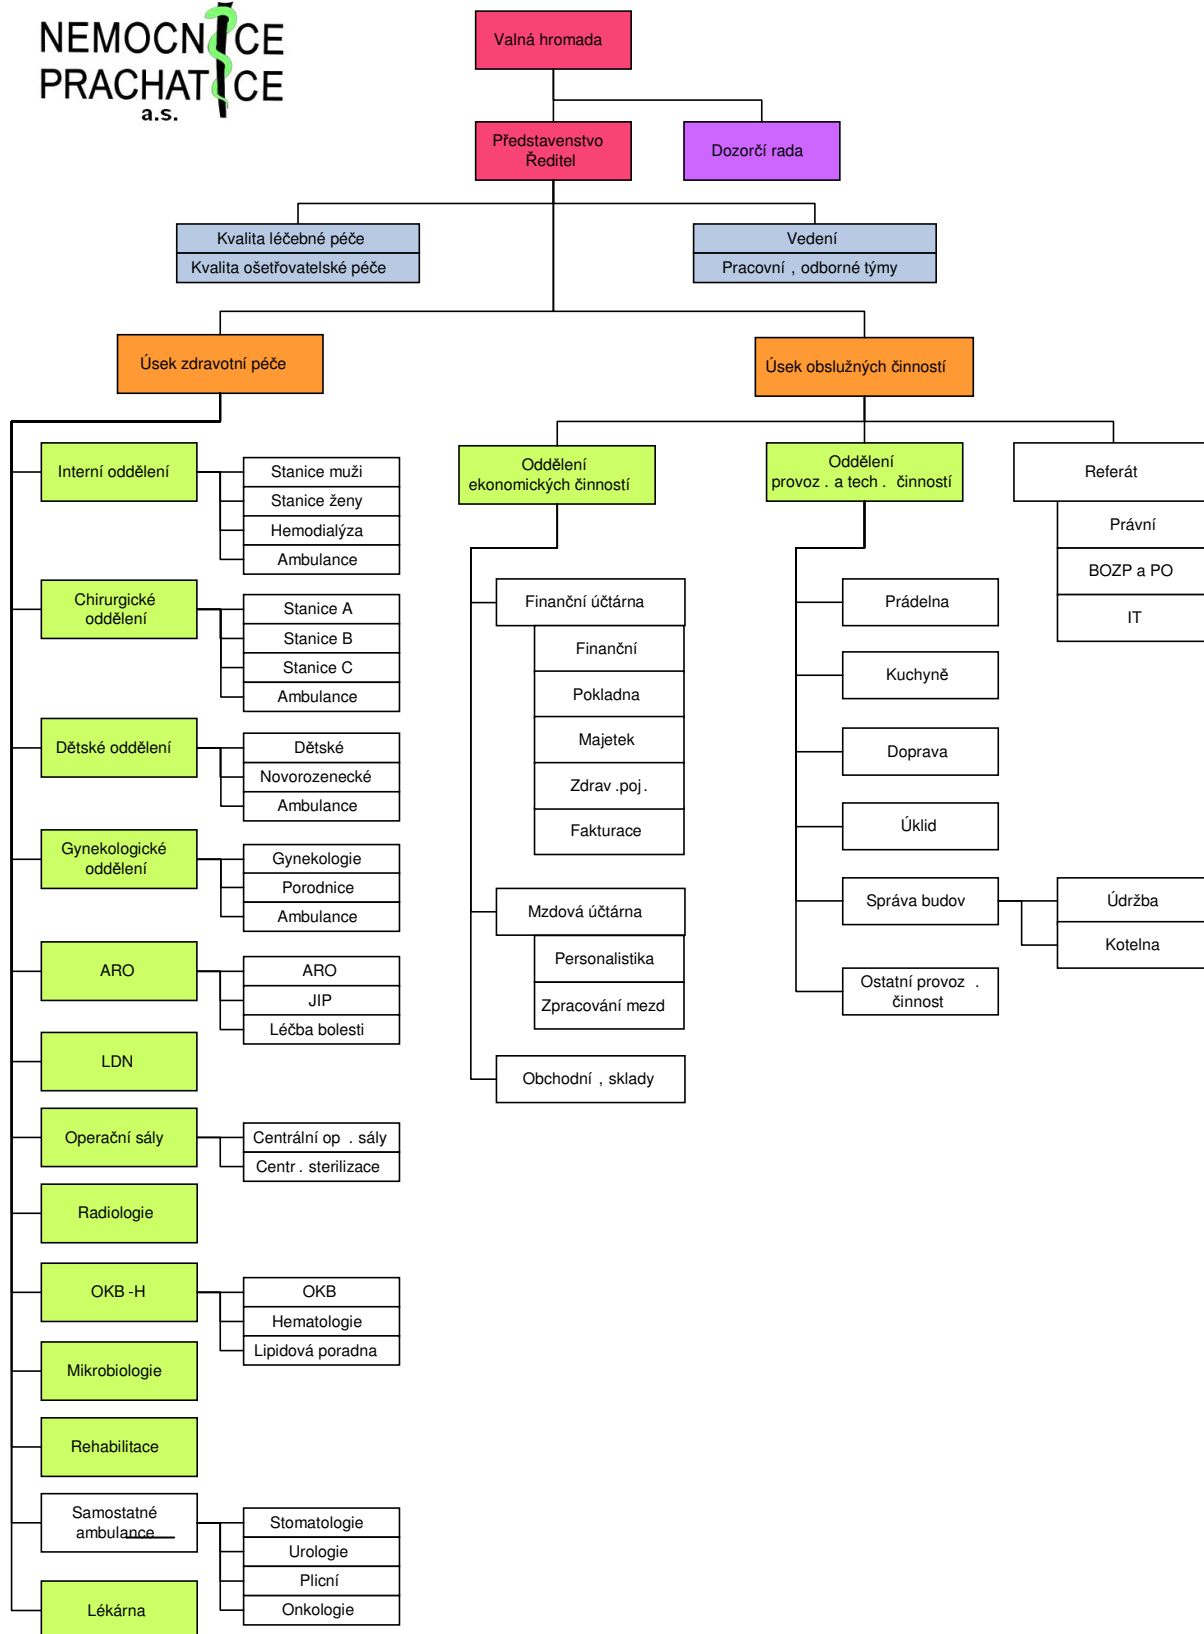 NEMOCNICE
PRACHATICE
a.s.
Valná hromada
Představenstvo
Ředitel
Dozorčí rada
Kvalita léčebné péče
Kvalita ošetřovatelské péče
Vedení
Pracovní , odborné týmy
Úsek zdravotní péče
Úsek obslužných činností
Interní oddělení
Stanice muži
Stanice ženy
Hemodialýza
Ambulance
Chirurgické
oddělení
Stanice A
Stanice B
Stanice C
Ambulance
Dětské oddělení
Dětské
Novorozenecké
Ambulance
Gynekologické
oddělení
Gynekologie
Porodnice
Ambulance
ARO
ARO
JIP
Léčba bolesti
LDN
Operační sály
Centrální op . sály
Centr . sterilizace
Radiologie
OKB -H
OKB
Hematologie
Lipidová poradna
Mikrobiologie
Rehabilitace
Samostatné
ambulance
Stomatologie
Urologie
Plicní
Onkologie
Lékárna
Oddělení
ekonomických činností
Finanční účtárna
Finanční
Pokladna
Majetek
Zdrav .poj .
Fakturace
Mzdová účtárna
Personalistika
Zpracování mezd
Obchodní , sklady
Oddělení
provoz . a tech . činností
Prádelna
Kuchyně
Doprava
Úklid
Správa budov
Údržba
Kotelna
Ostatní provoz .
činnost
Referát
Právní
BOZP a PO
IT